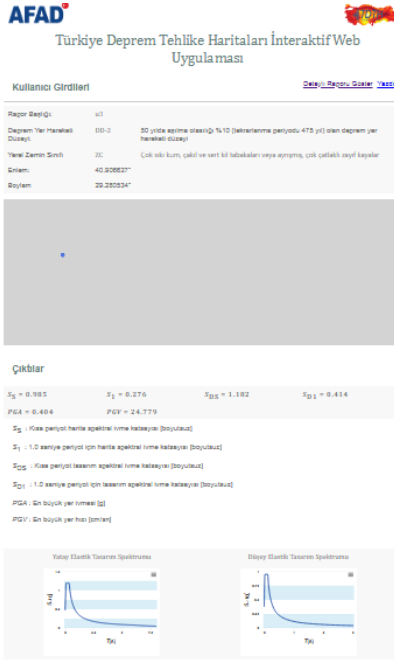 AFAD
Türkiye Deprem Tehlike Haritaları İnteraktif Web
Uygulaması
Kullanıcı Girdileri
Detaylı Raporu Göster Yazdır
Rapor Başlığı: u3
Deprem Yer Hareketi Düzeyi: DD-2 50 yılda aşılma olasılığı %10 (tekrarlanma periyodu 475 yıl) olan deprem yer hareketi düzeyi
Yerel Zemin Sınıfı ZC Çok sıkı kum, çakıl ve sert kil tabakaları veya ayrışmış, çok çatlaklı zayıf kayalar
Enlem: 40.906637°
Boylam 39.280534°
Çıktılar
S_S = 0.985 S_1 = 0.276 S_DS = 1.182 S_D1 = 0.414
PGA = 0.404 PGV = 24.779
S_S : Kısa periyot harita spektral ivme katsayısı [boyutsuz]
S_1 : 1.0 saniye periyot için harita spektral ivme katsayısı [boyutsuz]
S_DS : Kısa periyot tasarım spektral ivme katsayısı [boyutsuz]
S_D1 : 1.0 saniye periyot için tasarım spektral ivme katsayısı [boyutsuz]
PGA : En büyük yer ivmesi [g]
PGV : En büyük yer hızı [cm/sn]
Yatay Elastik Tasarım Spektrumu Düşey Elastik Tasarım Spektrumu